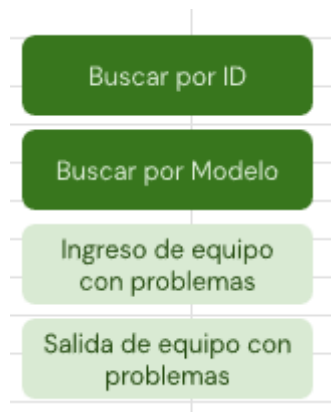 Buscar por ID
Buscar por Modelo
Ingreso de equipo
con problemas
Salida de equipo con
problemas